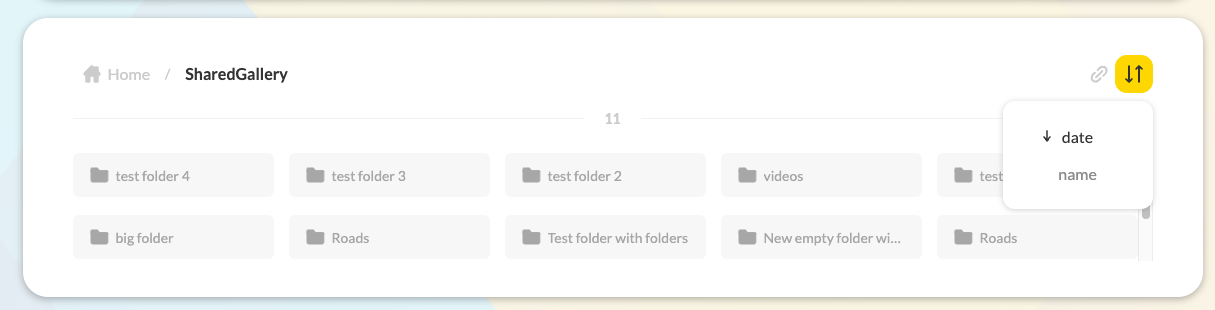 Home / SharedGallery
11
date
name
test folder 4
test folder 3
test folder 2
videos
test
big folder
Roads
Test folder with folders
New empty folder wi...
Roads